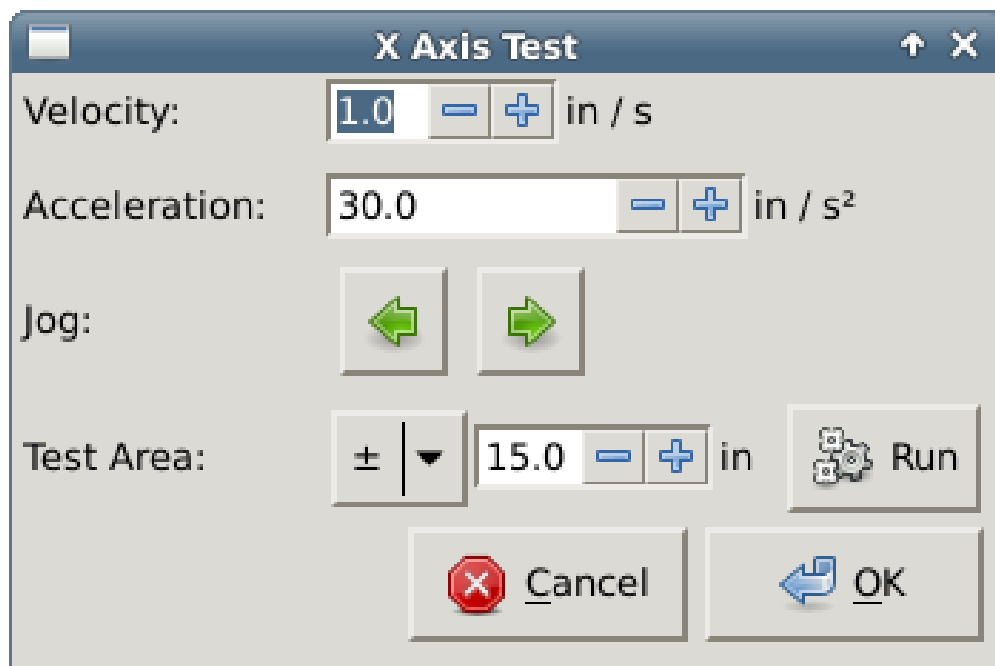 X Axis Test
Velocity: 1.0 in / s
Acceleration: 30.0 in / s²
Jog:
Test Area: ± 15.0 in Run
Cancel OK